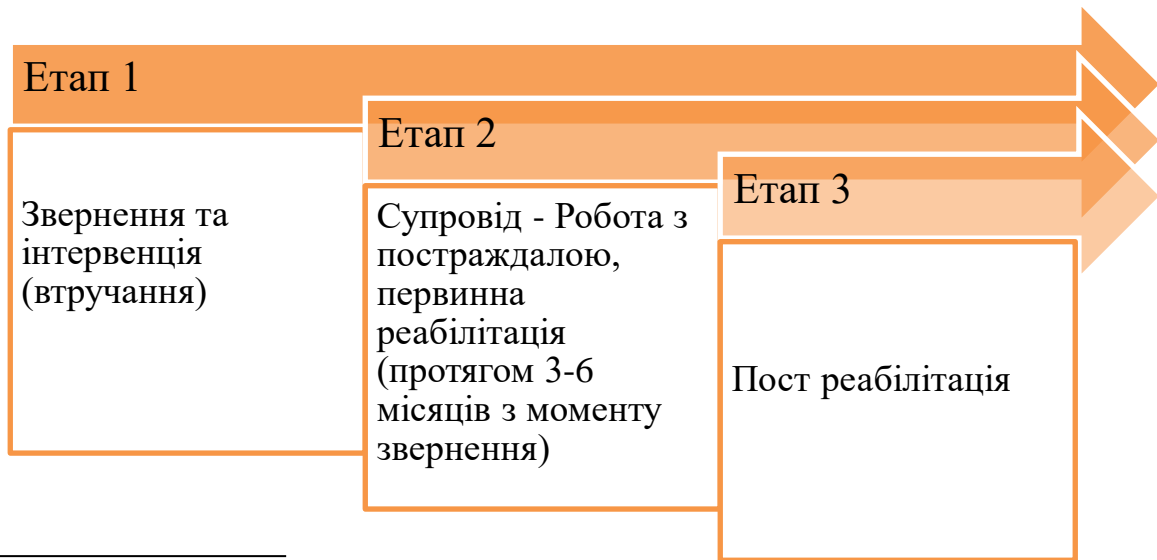 Етап 1
Звернення та
інтервенція
(втручання)
Етап 2
Супровід - Робота з
постраждалою,
первинна
реабілітація
(протягом 3-6
місяців з моменту
звернення)
Етап 3
Пост реабілітація